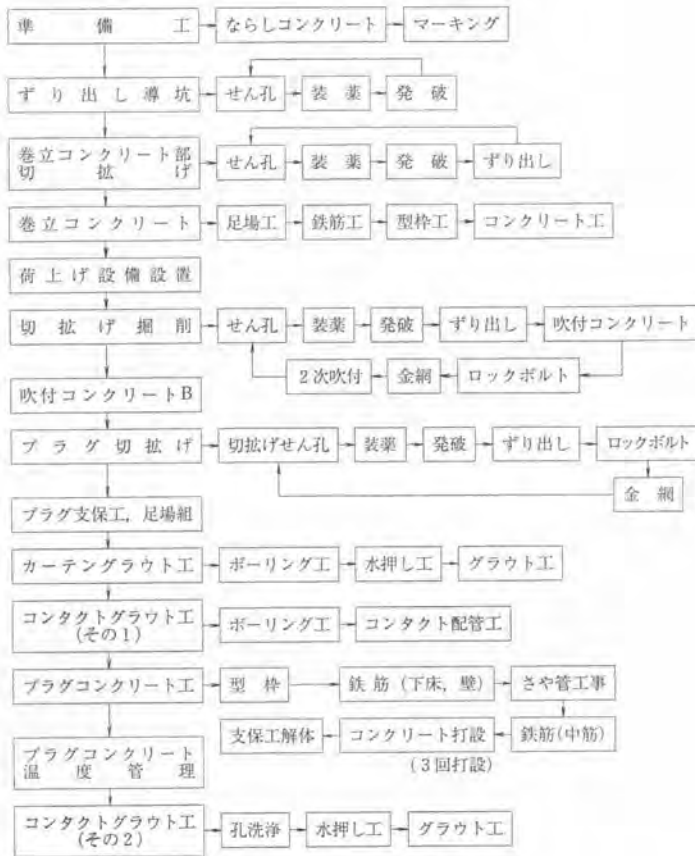 準備工 ならしコンクリート マーキング
ずり出し導坑 せん孔 装薬 発破
巻立コンクリート部
切拡げ せん孔 装薬 発破 ずり出し
巻立コンクリート 足場工 鉄筋工 型枠工 コンクリート工
荷上げ設備設置
切拡げ掘削 せん孔 装薬 発破 ずり出し 吹付コンクリート
2次吹付 金網 ロックボルト
吹付コンクリートB
プラグ切拡げ 切拡げせん孔 装薬 発破 ずり出し ロックボルト
金網
プラグ支保工,足場組
カーテングラウト工 ボーリング工 水押し工 グラウト工
コンタクトグラウト工
(その1) ボーリング工 コンタクト配管工
プラグコンクリート工 型枠 鉄筋(下床,壁) さや管工事
支保工解体 コンクリート打設 鉄筋(中筋)
(3回打設)
プラグコンクリート
温度管理
コンタクトグラウト工
(その2) 孔洗浄 水押し工 グラウト工